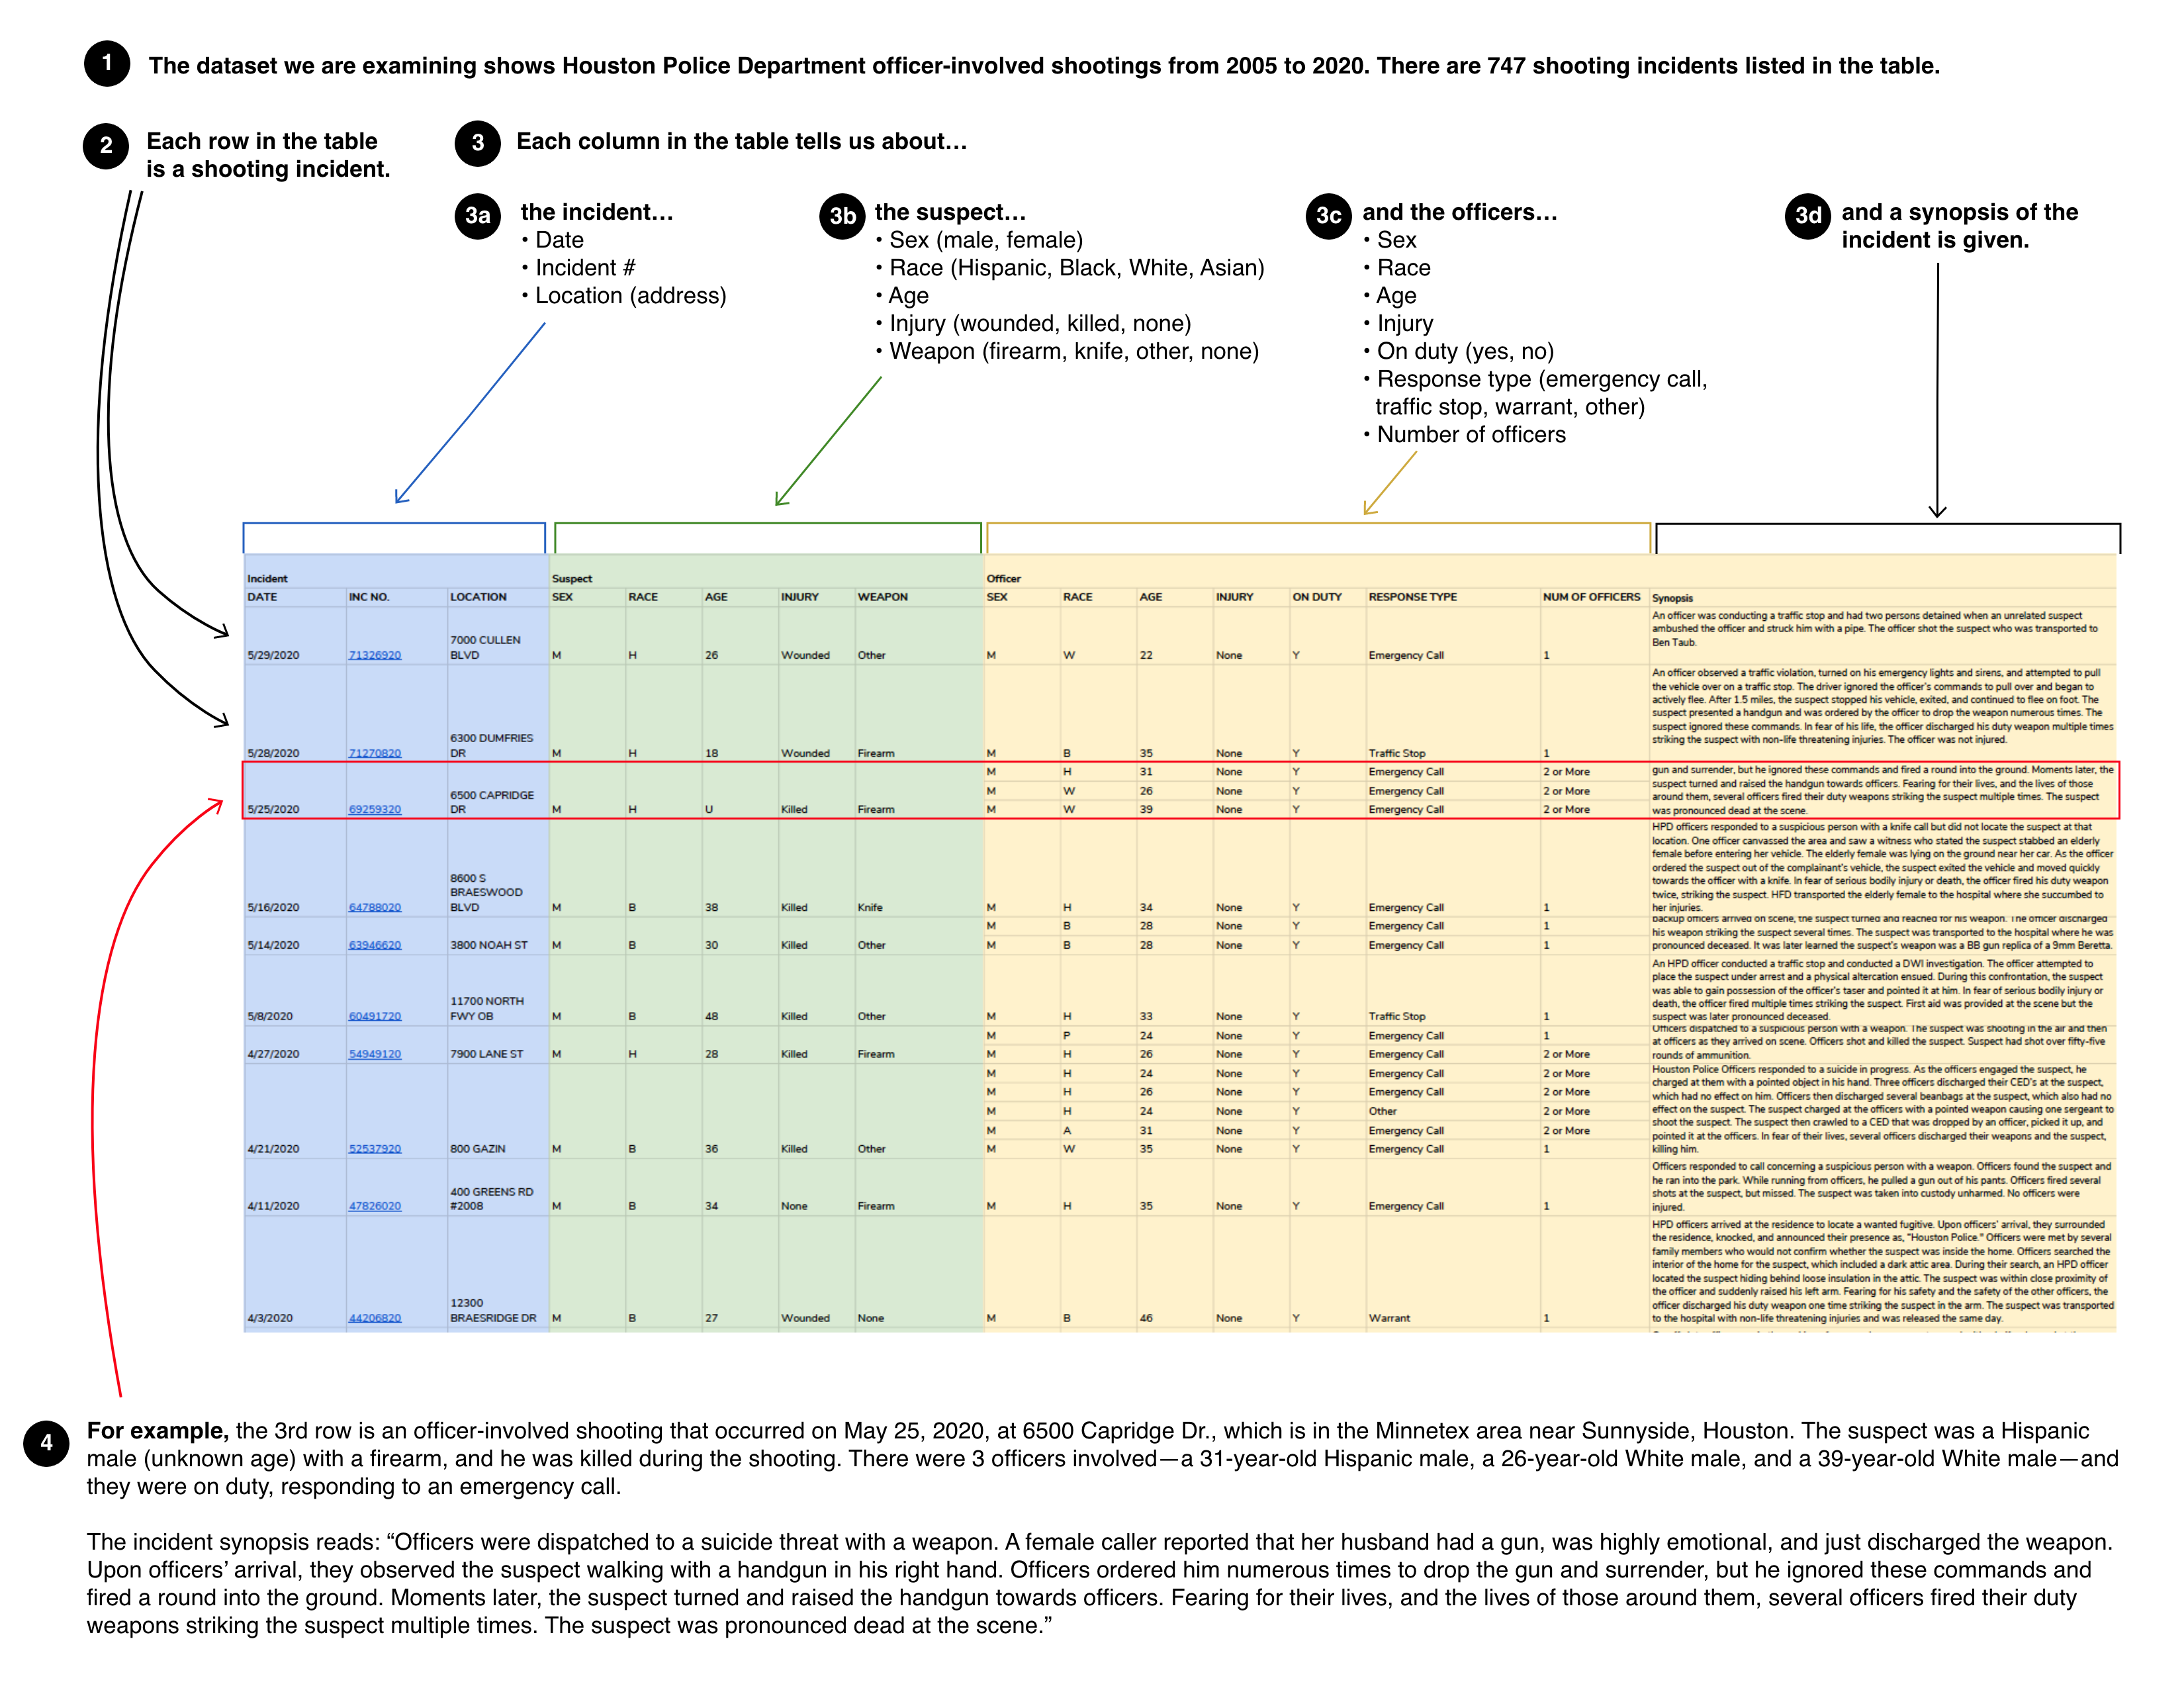 1 The dataset we are examining shows Houston Police Department officer-involved shootings from 2005 to 2020. There are 747 shooting incidents listed in the table.
2 Each row in the table
is a shooting incident.
3 Each column in the table tells us about…
3a the incident…
• Date
• Incident #
• Location (address)
3b the suspect…
• Sex (male, female)
• Race (Hispanic, Black, White, Asian)
• Age
• Injury (wounded, killed, none)
• Weapon (firearm, knife, other, none)
3c and the officers…
• Sex
• Race
• Age
• Injury
• On duty (yes, no)
• Response type (emergency call,
traffic stop, warrant, other)
• Number of officers
3d and a synopsis of the
incident is given.
Incident Suspect Officer
DATE INC NO. LOCATION SEX RACE AGE INJURY WEAPON SEX RACE AGE INJURY ON DUTY RESPONSE TYPE NUM OF OFFICERS Synopsis
An officer was conducting a traffic stop and had two persons detained when an unrelated suspect
ambushed the officer and struck him with a pipe. The officer shot the suspect who was transported to
Ben Taub.
7000 CULLEN
BLVD
5/29/2020 71326920 M H 26 Wounded Other M W 22 None Y Emergency Call 1
An officer observed a traffic violation, turned on his emergency lights and sirens, and attempted to pull
the vehicle over on a traffic stop. The driver ignored the officer's commands to pull over and began to
actively flee. After 1.5 miles, the suspect stopped his vehicle, exited, and continued to flee on foot. The
suspect presented a handgun and was ordered by the officer to drop the weapon numerous times. The
suspect ignored these commands. In fear of his life, the officer discharged his duty weapon multiple times
striking the suspect with non-life threatening injuries. The officer was not injured.
6300 DUMFRIES
DR
5/28/2020 71270820 M H 18 Wounded Firearm M B 35 None Y Traffic Stop 1
M H 31 None Y Emergency Call 2 or More
M W 26 None Y Emergency Call 2 or More
6500 CAPRIDGE
DR
5/25/2020 69259320 M H U Killed Firearm M W 39 None Y Emergency Call 2 or More
gun and surrender, but he ignored these commands and fired a round into the ground. Moments later, the
suspect turned and raised the handgun towards officers. Fearing for their lives, and the lives of those
around them, several officers fired their duty weapons striking the suspect multiple times. The suspect
was pronounced dead at the scene.
HPD officers responded to a suspicious person with a knife call but did not locate the suspect at that
location. One officer canvassed the area and saw a witness who stated the suspect stabbed an elderly
female before entering her vehicle. The elderly female was lying on the ground near her car. As the officer
ordered the suspect out of the complainant's vehicle, the suspect exited the vehicle and moved quickly
towards the officer with a knife. In fear of serious bodily injury or death, the officer fired his duty weapon
twice, striking the suspect. HFD transported the elderly female to the hospital where she succumbed to
her injuries.
8600 S
BRAESWOOD
BLVD
5/16/2020 64788020 M B 38 Killed Knife M H 34 None Y Emergency Call 1
M B 28 None Y Emergency Call 1
5/14/2020 63946620 3800 NOAH ST M B 30 Killed Other M B 28 None Y Emergency Call 1
backup officers arrived on scene, the suspect turned and reached for his weapon. The officer discharged
his weapon striking the suspect several times. The suspect was transported to the hospital where he was
pronounced deceased. It was later learned the suspect's weapon was a BB gun replica of a 9mm Beretta.
An HPD officer conducted a traffic stop and conducted a DWI investigation. The officer attempted to
place the suspect under arrest and a physical altercation ensued. During this confrontation, the suspect
was able to gain possession of the officer's taser and pointed it at him. In fear of serious bodily injury or
death, the officer fired multiple times striking the suspect. First aid was provided at the scene but the
suspect was later pronounced deceased.
11700 NORTH
FWY OB
5/8/2020 60491720 M B 48 Killed Other M H 33 None Y Traffic Stop 1
M P 24 None Y Emergency Call 1
4/27/2020 54949120 7900 LANE ST M H 28 Killed Firearm M H 26 None Y Emergency Call 2 or More
Officers dispatched to a suspicious person with a weapon. The suspect was shooting in the air and then
at officers as they arrived on scene. Officers shot and killed the suspect. Suspect had shot over fifty-five
rounds of ammunition.
M H 24 None Y Emergency Call 2 or More
M H 26 None Y Emergency Call 2 or More
M H 24 None Y Other 2 or More
M A 31 None Y Emergency Call 2 or More
4/21/2020 52537920 800 GAZIN M B 36 Killed Other M W 35 None Y Emergency Call 1
Houston Police Officers responded to a suicide in progress. As the officers engaged the suspect, he
charged at them with a pointed object in his hand. Three officers discharged their CED's at the suspect,
which had no effect on him. Officers then discharged several beanbags at the suspect, which also had no
effect on the suspect. The suspect charged at the officers with a pointed weapon causing one sergeant to
shoot the suspect. The suspect then crawled to a CED that was dropped by an officer, picked it up, and
pointed it at the officers. In fear of their lives, several officers discharged their weapons and the suspect,
killing him.
Officers responded to call concerning a suspicious person with a weapon. Officers found the suspect and
he ran into the park. While running from officers, he pulled a gun out of his pants. Officers fired several
shots at the suspect, but missed. The suspect was taken into custody unharmed. No officers were
injured.
400 GREENS RD
#2008
4/11/2020 47826020 M B 34 None Firearm M H 35 None Y Emergency Call 1
HPD officers arrived at the residence to locate a wanted fugitive. Upon officers' arrival, they surrounded
the residence, knocked, and announced their presence as, "Houston Police." Officers were met by several
family members who would not confirm whether the suspect was inside the home. Officers searched the
interior of the home for the suspect, which included a dark attic area. During their search, an HPD officer
located the suspect hiding behind loose insulation in the attic. The suspect was within close proximity of
the officer and suddenly raised his left arm. Fearing for his safety and the safety of the other officers, the
officer discharged his duty weapon one time striking the suspect in the arm. The suspect was transported
to the hospital with non-life threatening injuries and was released the same day.
12300
BRAESRIDGE DR
4/3/2020 44206820 M B 27 Wounded None M B 46 None Y Warrant 1
4 For example, the 3rd row is an officer-involved shooting that occurred on May 25, 2020, at 6500 Capridge Dr., which is in the Minnetex area near Sunnyside, Houston. The suspect was a Hispanic
male (unknown age) with a firearm, and he was killed during the shooting. There were 3 officers involved—a 31-year-old Hispanic male, a 26-year-old White male, and a 39-year-old White male—and
they were on duty, responding to an emergency call.
The incident synopsis reads: “Officers were dispatched to a suicide threat with a weapon. A female caller reported that her husband had a gun, was highly emotional, and just discharged the weapon.
Upon officers’ arrival, they observed the suspect walking with a handgun in his right hand. Officers ordered him numerous times to drop the gun and surrender, but he ignored these commands and
fired a round into the ground. Moments later, the suspect turned and raised the handgun towards officers. Fearing for their lives, and the lives of those around them, several officers fired their duty
weapons striking the suspect multiple times. The suspect was pronounced dead at the scene.”